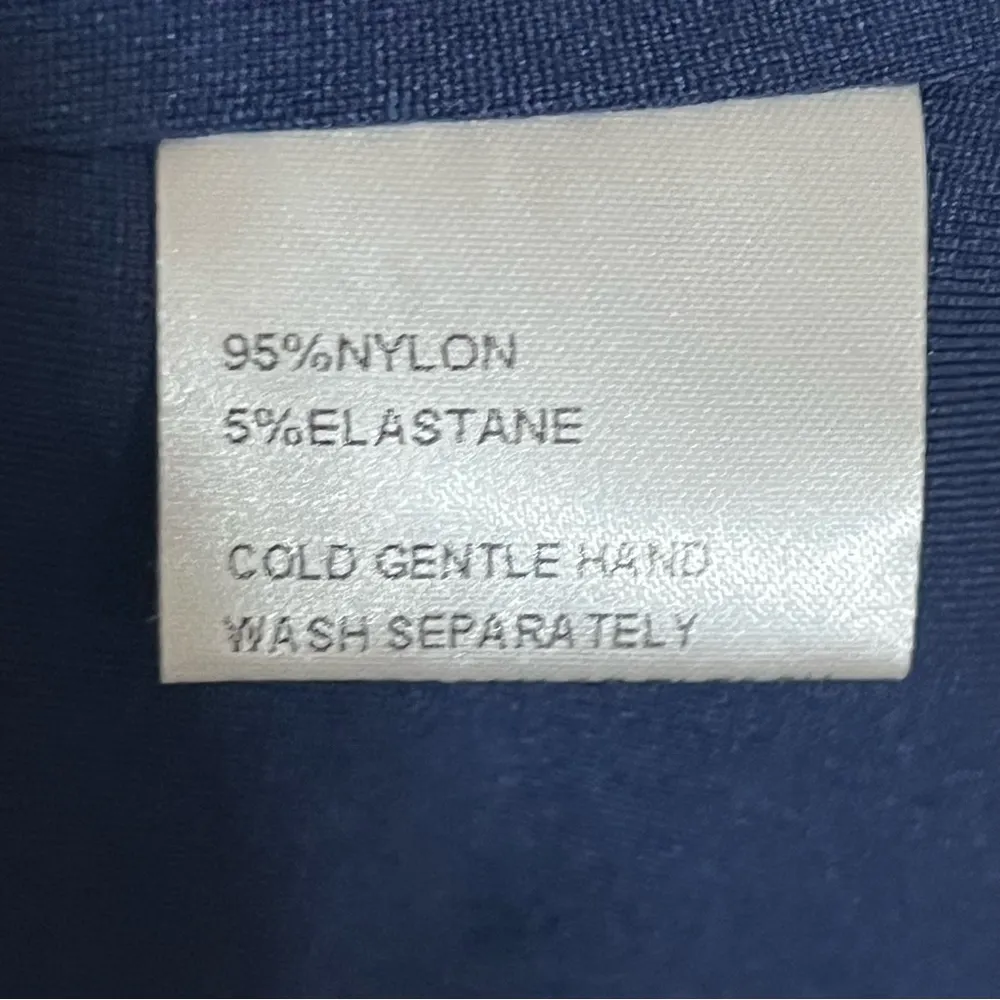 95%NYLON
5%ELASTANE
COLD GENTLE HAND
WASH SEPARATELY